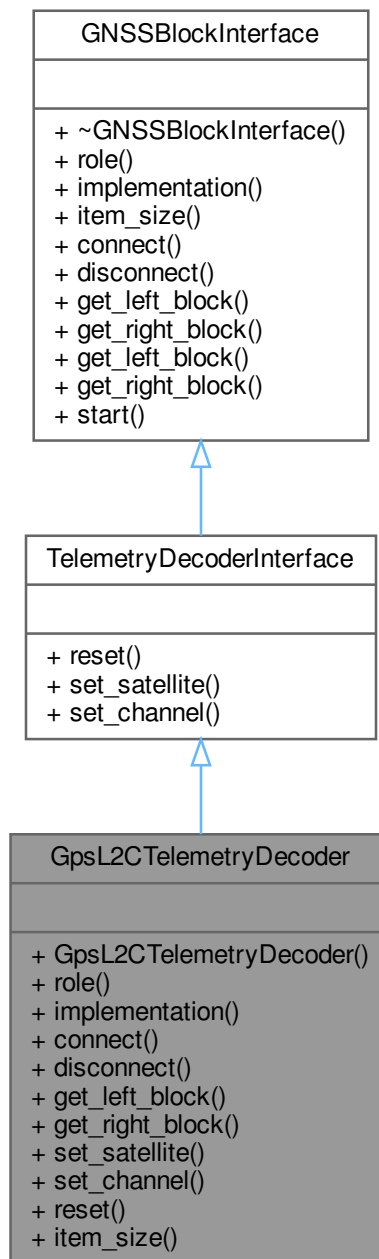 GNSSBlockInterface
+ ~GNSSBlockInterface()
+ role()
+ implementation()
+ item_size()
+ connect()
+ disconnect()
+ get_left_block()
+ get_right_block()
+ get_left_block()
+ get_right_block()
+ start()
TelemetryDecoderInterface
+ reset()
+ set_satellite()
+ set_channel()
GpsL2CTelemetryDecoder
+ GpsL2CTelemetryDecoder()
+ role()
+ implementation()
+ connect()
+ disconnect()
+ get_left_block()
+ get_right_block()
+ set_satellite()
+ set_channel()
+ reset()
+ item_size()